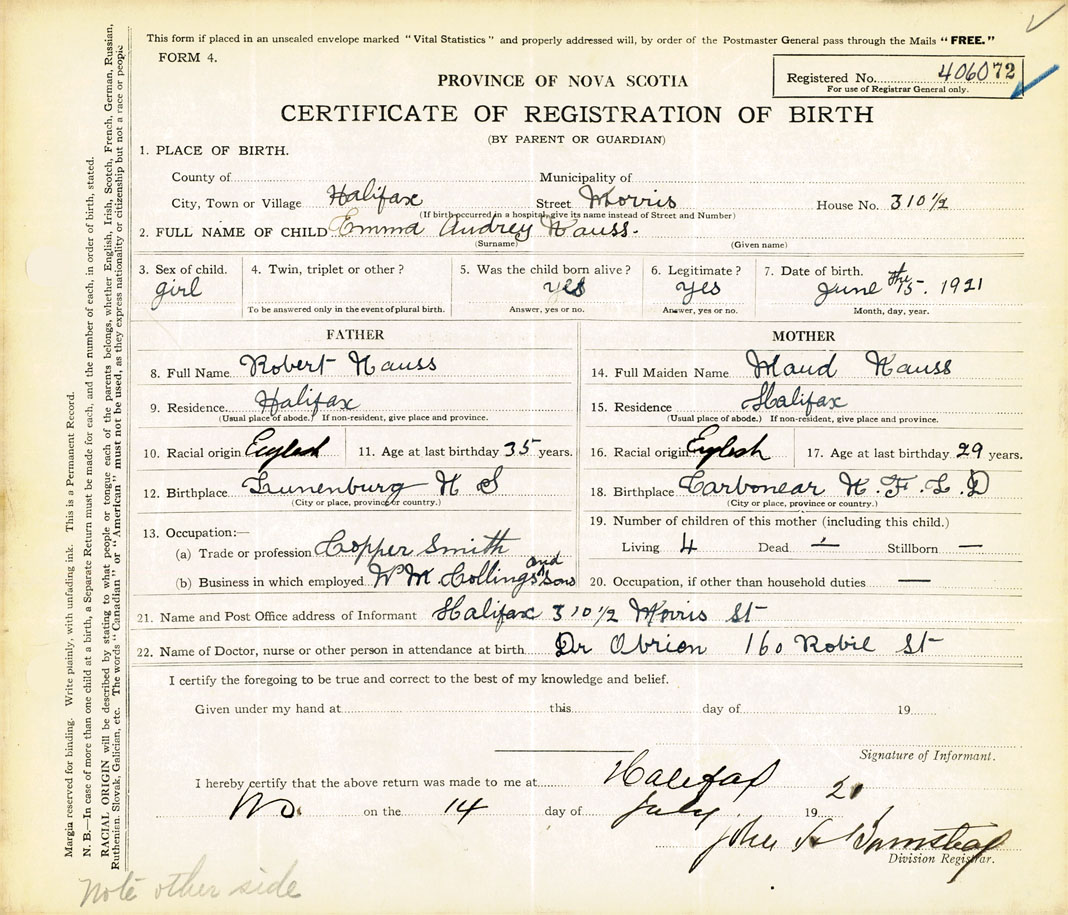 This form if placed in an unsealed envelope marked "Vital Statistics" and properly addressed will, by order of the Postmaster General pass through the Mails "FREE."
FORM 4.
PROVINCE OF NOVA SCOTIA
Registered No. 406072
For use of Registrar General only.
CERTIFICATE OF REGISTRATION OF BIRTH
(BY PARENT OR GUARDIAN)
1. PLACE OF BIRTH.
County of Municipality of
City, Town or Village Halifax Street Morris House No. 310 1/2
(If birth occurred in a hospital, give its name instead of Street and Number)
2. FULL NAME OF CHILD Emma Audrey Nauss.
(Surname) (Given name)
3. Sex of child. 4. Twin, triplet or other? 5. Was the child born alive? 6. Legitimate? 7. Date of birth.
girl yes yes June the 15. 1921
To be answered only in the event of plural birth. Answer, yes or no. Answer, yes or no. Month, day, year.
FATHER MOTHER
8. Full Name Robert Nauss 14. Full Maiden Name Maud Nauss
9. Residence Halifax 15. Residence Halifax
(Usual place of abode.) If non-resident, give place and province. (Usual place of abode.) If non-resident, give place and province.
10. Racial origin English 11. Age at last birthday 35 years. 16. Racial origin English 17. Age at last birthday 29 years.
12. Birthplace Lunenburg N S 18. Birthplace Carbonear N.F.L.D
(City or place, province or country.) (City or place, province or country.)
13. Occupation:— 19. Number of children of this mother (including this child.)
(a) Trade or profession Copper Smith Living 4 Dead — Stillborn —
(b) Business in which employed Wm Hollings and Sons 20. Occupation, if other than household duties —
21. Name and Post Office address of Informant Halifax 310 1/2 Morris St
22. Name of Doctor, nurse or other person in attendance at birth Dr Obrion 160 Robie St
I certify the foregoing to be true and correct to the best of my knowledge and belief.
Given under my hand at this day of 19
Signature of Informant.
I hereby certify that the above return was made to me at Halifax
on the 14 day of July 19 21
John A Barnstead
Division Registrar.
note other side
Margin reserved for binding. Write plainly, with unfading ink. This is a Permanent Record.
N. B.—In case of more than one child at a birth, a Separate Return must be made for each, and the number of each, in order of birth, stated.
RACIAL ORIGIN will be described by stating to what people or tongue each of the parents belongs, whether English, Irish, Scotch, French, German, Russian,
Ruthenian, Slovak, Galician, etc. The words "Canadian" or "American" must not be used, as they express nationality or citizenship but not a race or people